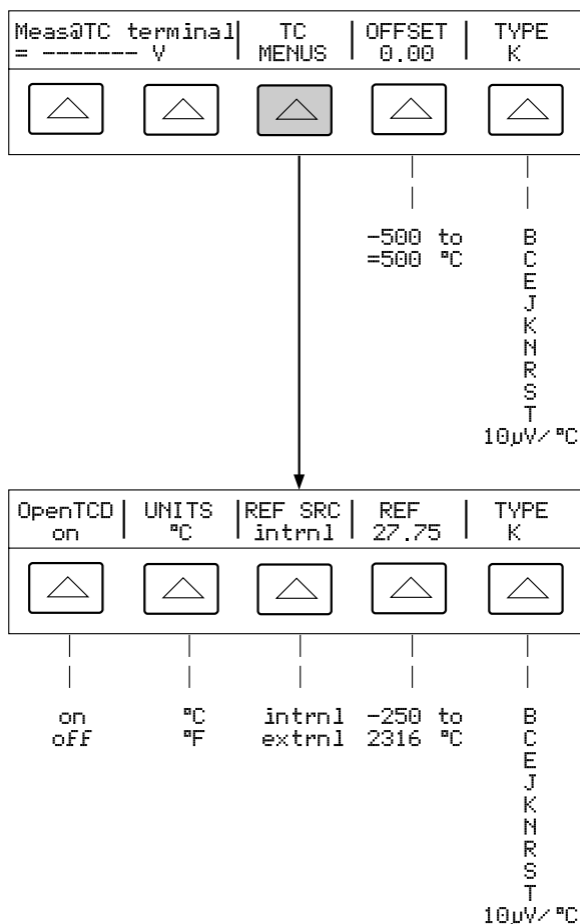 Meas@TC terminal| TC | OFFSET | TYPE
= ------- V | MENUS | 0.00 | K
-500 to
=500 °C
B
C
E
J
K
N
R
S
T
10µV/°C
OpenTCD | UNITS |REF SRC | REF | TYPE
on | °C | intrnl | 27.75 | K
on
off
°C
°F
intrnl
extrnl
-250 to
2316 °C
B
C
E
J
K
N
R
S
T
10µV/°C